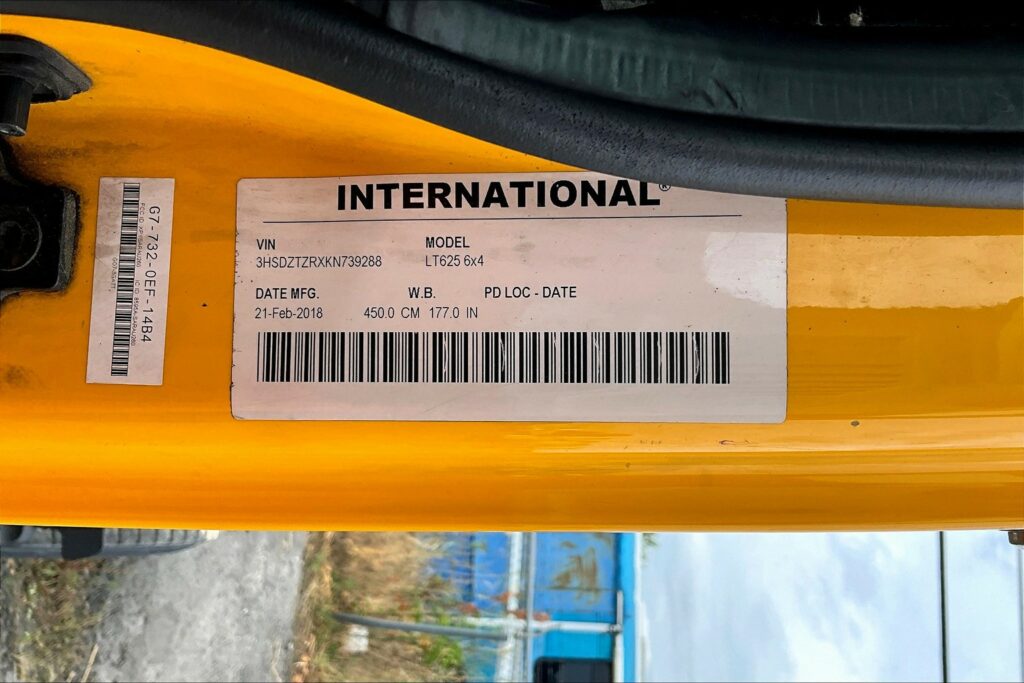 INTERNATIONAL®
VIN MODEL
3HSDZTZRXKN739288 LT625 6x4
DATE MFG. W.B. PD LOC - DATE
21-Feb-2018 450.0 CM 177.0 IN
G7-732-0EF-14B4